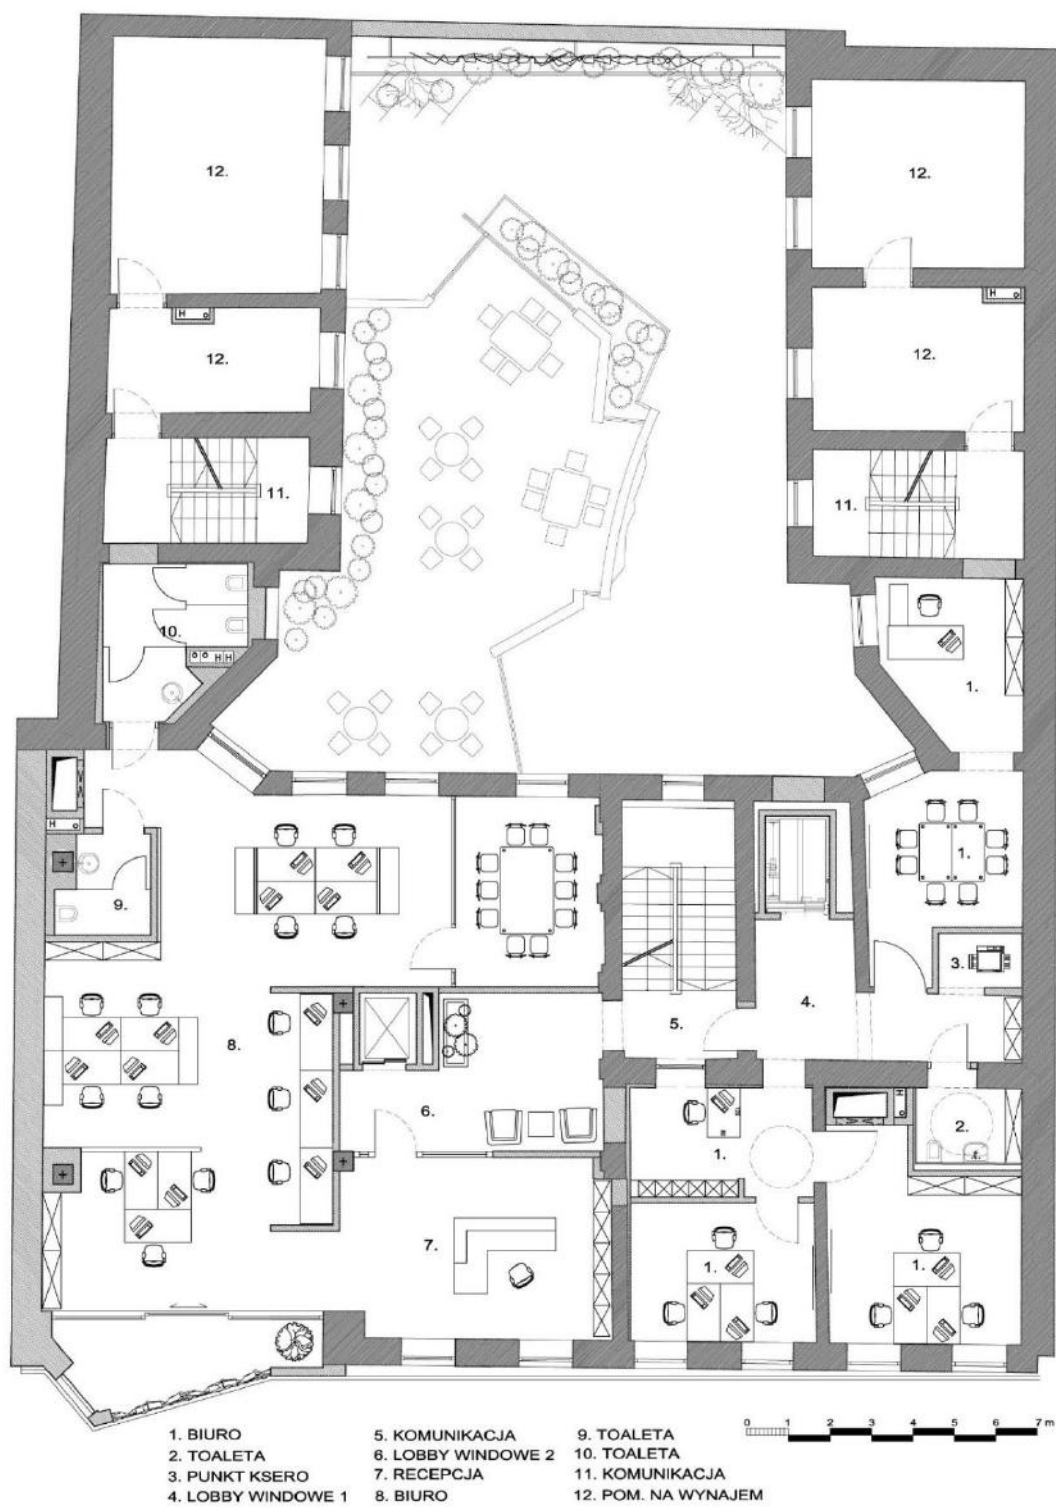 12.
12.
12.
12.
11.
11.
10.
1.
1.
9.
3.
8.
5.
4.
6.
1.
2.
7.
1.
1.
H
H
H H
H
H
0 1 2 3 4 5 6 7 m
1. BIURO
2. TOALETA
3. PUNKT KSERO
4. LOBBY WINDOWE 1
5. KOMUNIKACJA
6. LOBBY WINDOWE 2
7. RECEPCJA
8. BIURO
9. TOALETA
10. TOALETA
11. KOMUNIKACJA
12. POM. NA WYNAJEM